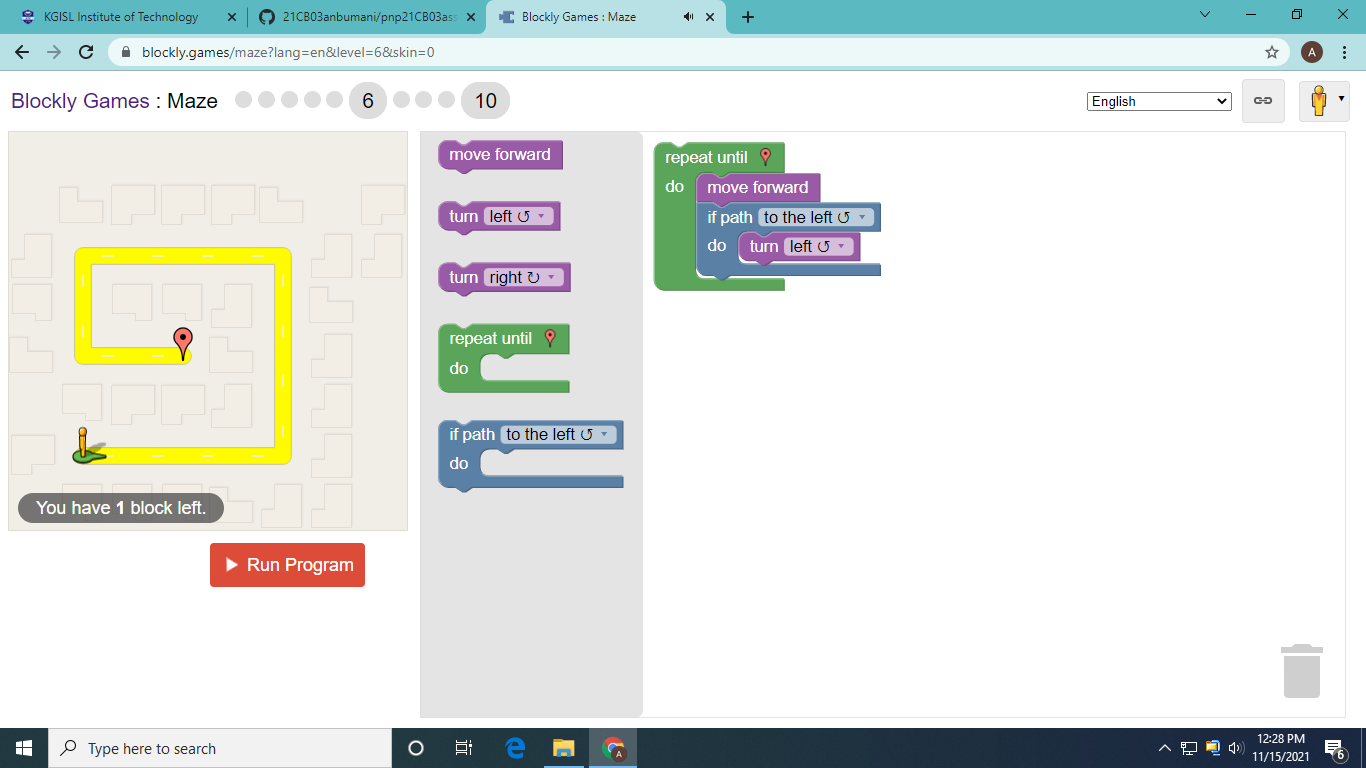 KGISL Institute of Technology
21CB03anbumani/pnp21CB03ass
Blockly Games : Maze
blockly.games/maze?lang=en&level=6&skin=0
A
Blockly Games : Maze
6
10
English
move forward
turn left ↺
turn right ↻
repeat until
do
if path to the left ↺
do
repeat until
do
move forward
if path to the left ↺
do
turn left ↺
You have 1 block left.
Run Program
Type here to search
A
12:28 PM
11/15/2021
6